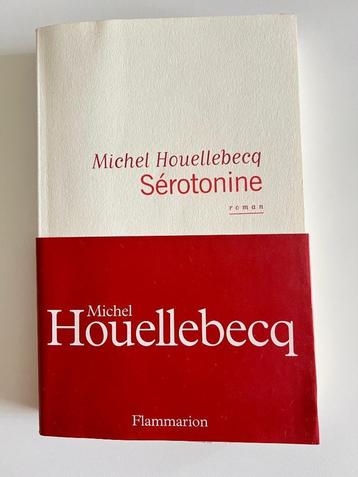 Michel Houellebecq
Sérotonine
roman
Michel
Houellebecq
Flammarion